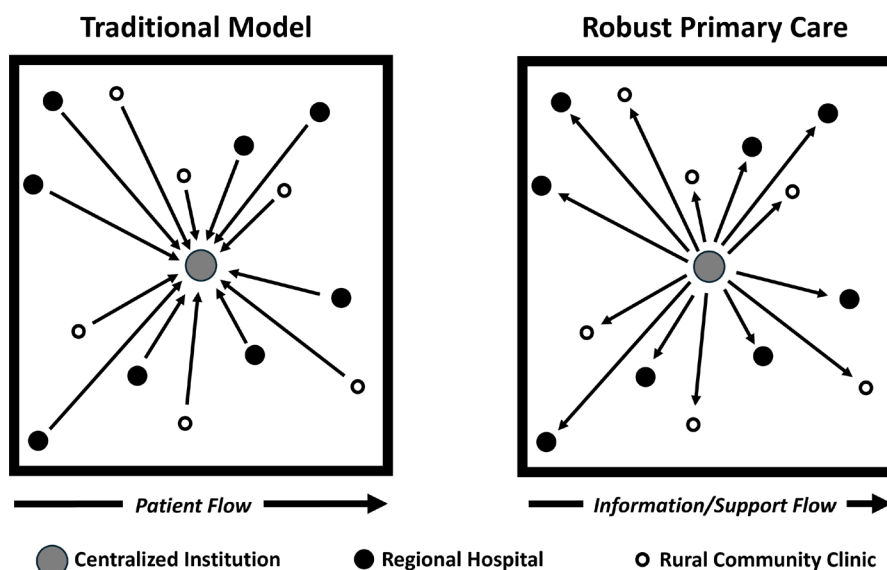 Traditional Model
Robust Primary Care
Patient Flow
Information/Support Flow
Centralized Institution
Regional Hospital
Rural Community Clinic